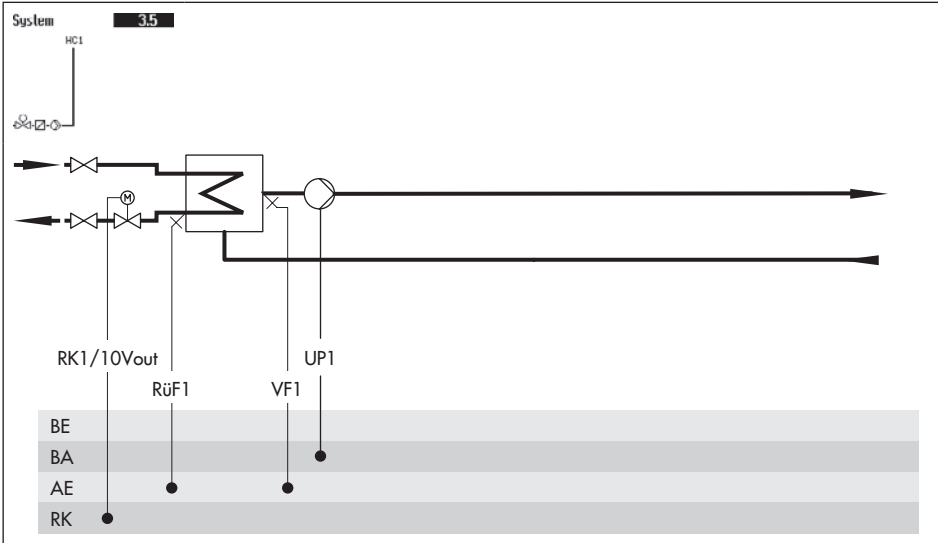 System 3.5
HC1
M
RK1/10Vout
UP1
RüF1
VF1
BE
BA
AE
RK